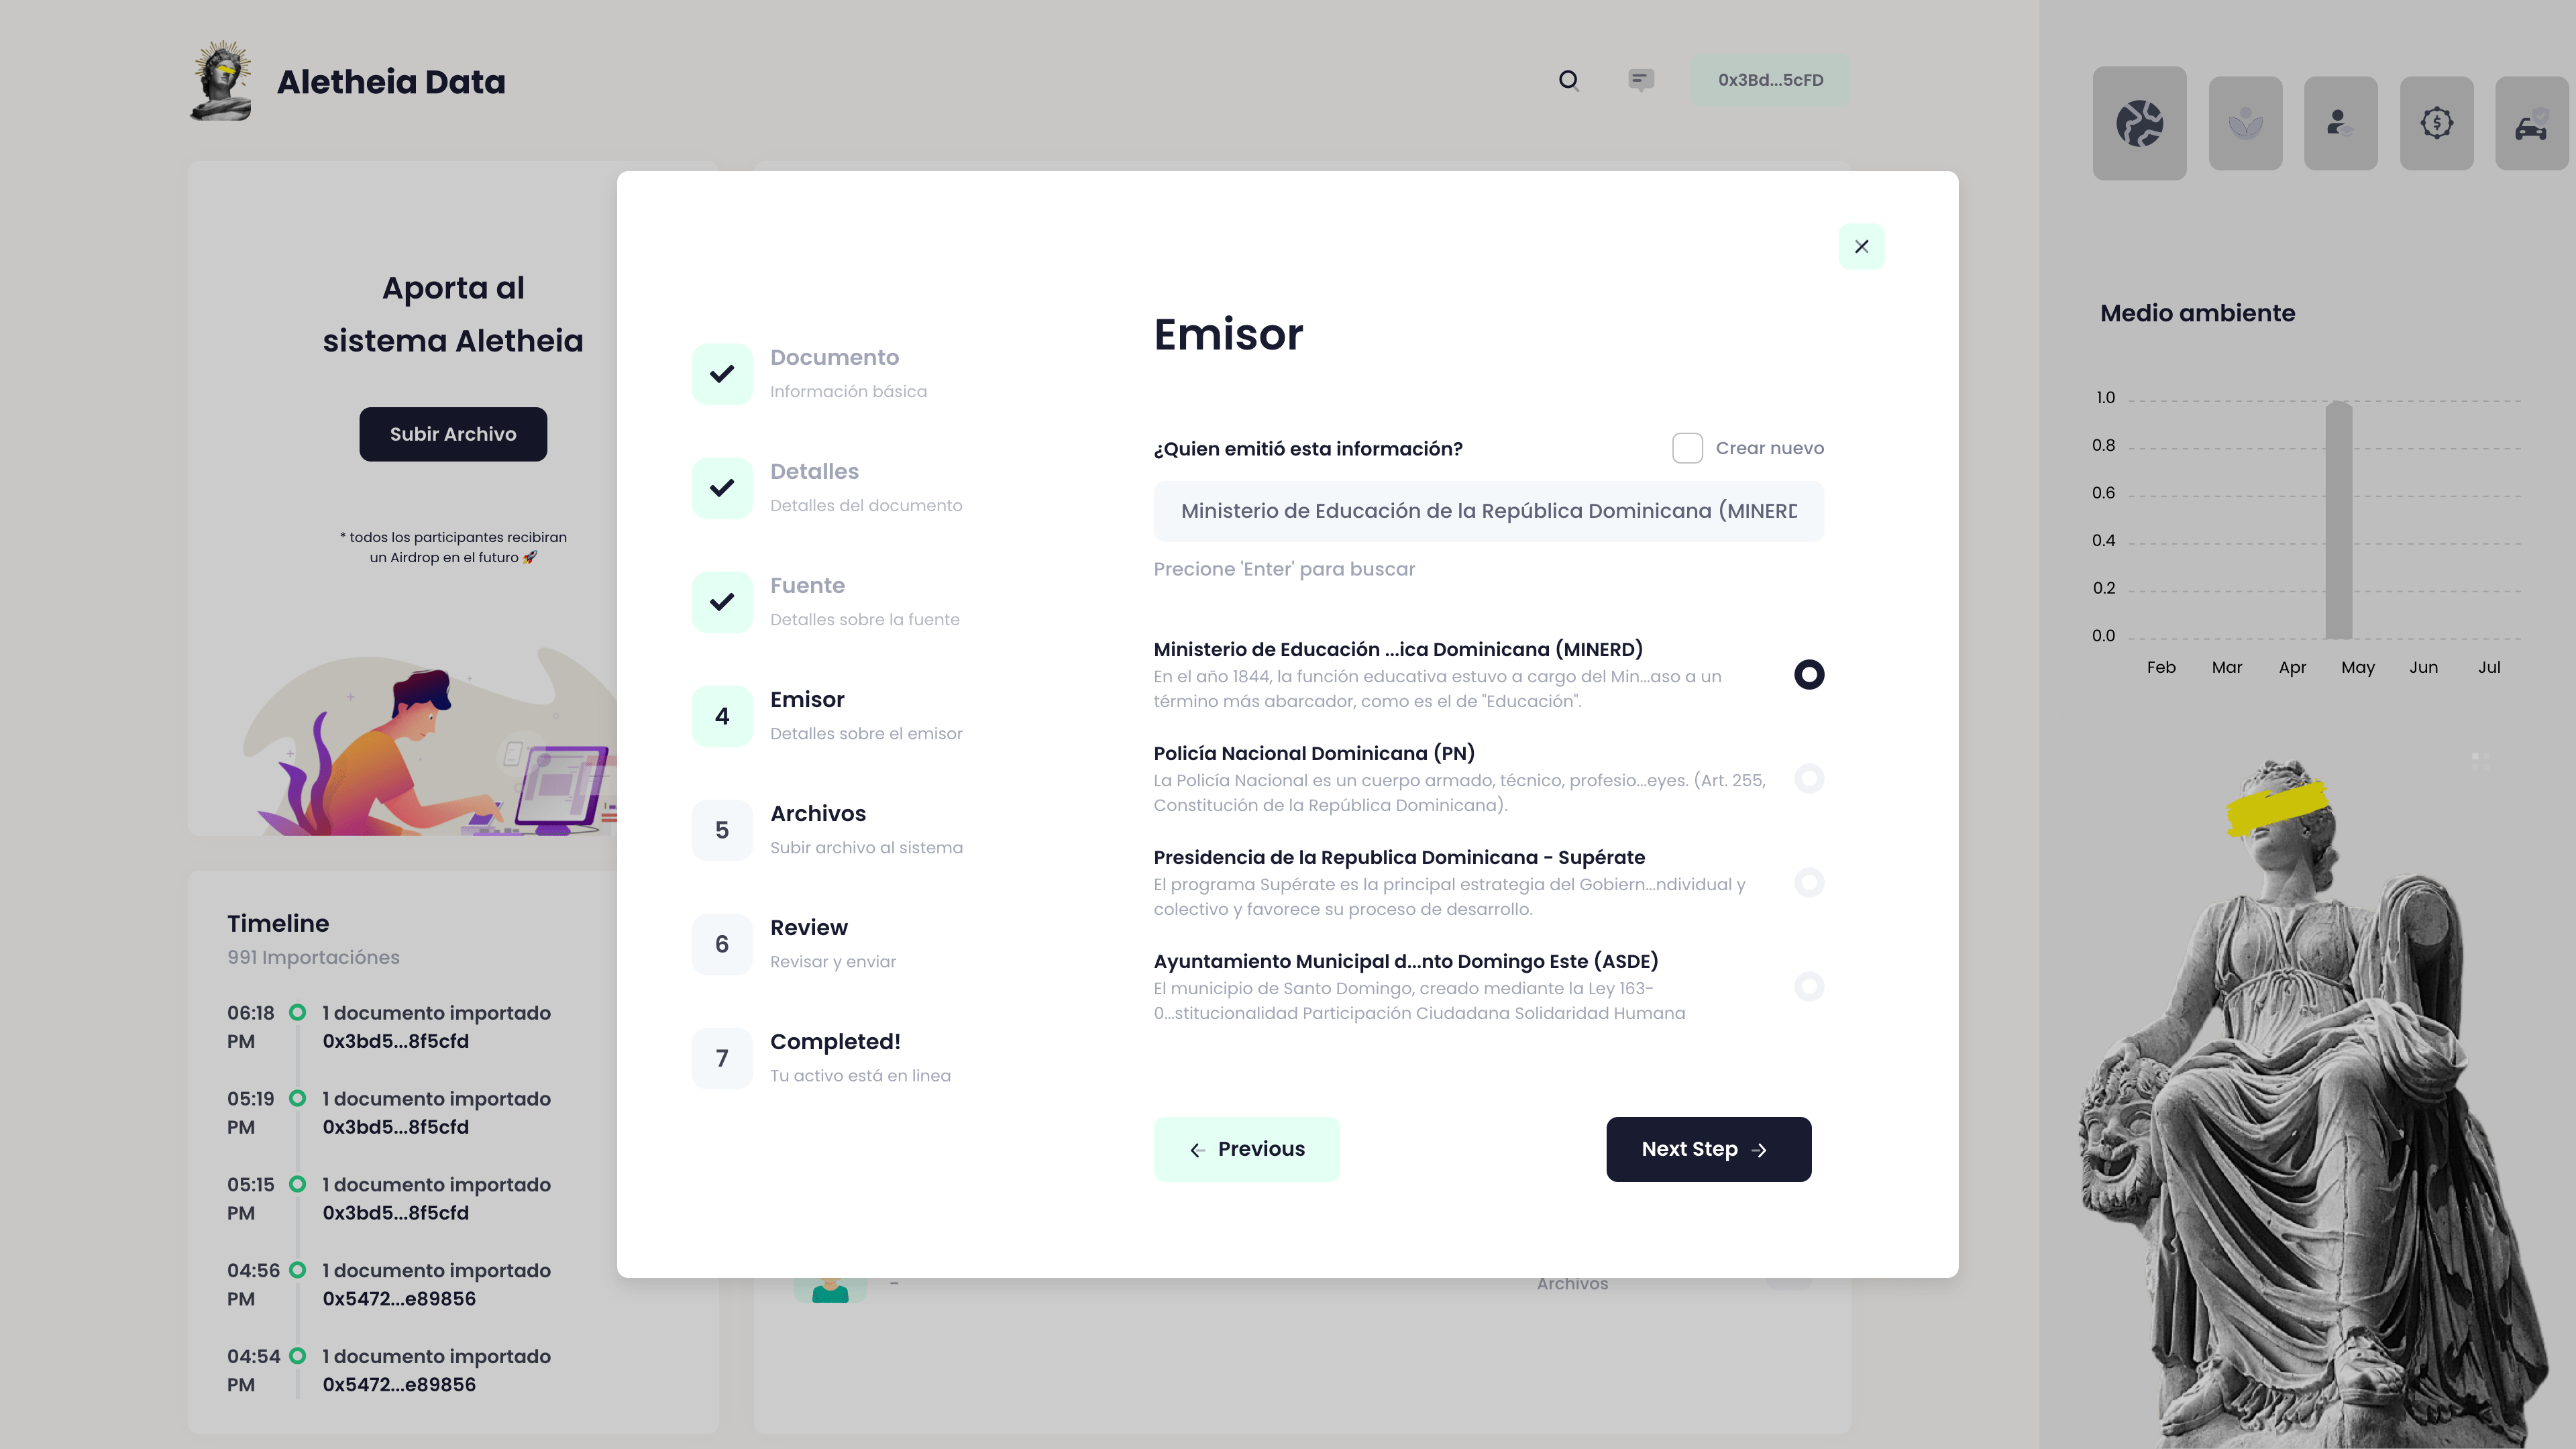 Aletheia Data
0x3Bd...5cFD
Aporta al
sistema Aletheia
Subir Archivo
* todos los participantes recibiran
un Airdrop en el futuro 🚀
Timeline
991 Importaciónes
06:18
PM
1 documento importado
0x3bd5...8f5cfd
05:19
PM
1 documento importado
0x3bd5...8f5cfd
05:15
PM
1 documento importado
0x3bd5...8f5cfd
04:56
PM
1 documento importado
0x5472...e89856
04:54
PM
1 documento importado
0x5472...e89856
Documento
Información básica
Detalles
Detalles del documento
Fuente
Detalles sobre la fuente
4
Emisor
Detalles sobre el emisor
5
Archivos
Subir archivo al sistema
6
Review
Revisar y enviar
7
Completed!
Tu activo está en linea
Emisor
¿Quien emitió esta información?
Crear nuevo
Ministerio de Educación de la República Dominicana (MINERD
Precione 'Enter' para buscar
Ministerio de Educación ...ica Dominicana (MINERD)
En el año 1844, la función educativa estuvo a cargo del Min...aso a un
término más abarcador, como es el de "Educación".
Policía Nacional Dominicana (PN)
La Policía Nacional es un cuerpo armado, técnico, profesio...eyes. (Art. 255,
Constitución de la República Dominicana).
Presidencia de la Republica Dominicana - Supérate
El programa Supérate es la principal estrategia del Gobiern...ndividual y
colectivo y favorece su proceso de desarrollo.
Ayuntamiento Municipal d...nto Domingo Este (ASDE)
El municipio de Santo Domingo, creado mediante la Ley 163-
0...stitucionalidad Participación Ciudadana Solidaridad Humana
Previous
Next Step
-
Archivos
Medio ambiente
1.0
0.8
0.6
0.4
0.2
0.0
Feb Mar Apr May Jun Jul